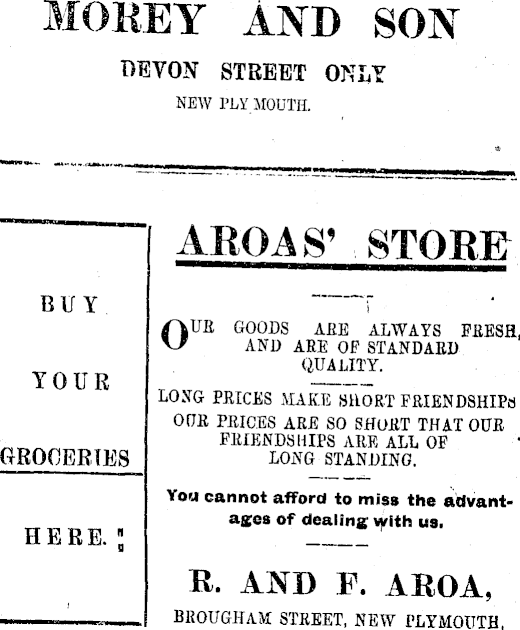 MOREY AND SON
DEVON STREET ONLY
NEW PLYMOUTH.
BUY
YOUR
GROCERIES
HERE.
AROAS' STORE
OUR GOODS ARE ALWAYS FRESH,
AND ARE OF STANDARD
QUALITY.
LONG PRICES MAKE SHORT FRIENDSHIPS
OUR PRICES ARE SO SHORT THAT OUR
FRIENDSHIPS ARE ALL OF
LONG STANDING.
You cannot afford to miss the advant-
ages of dealing with us.
R. AND F. AROA,
BROUGHAM STREET, NEW PLYMOUTH,